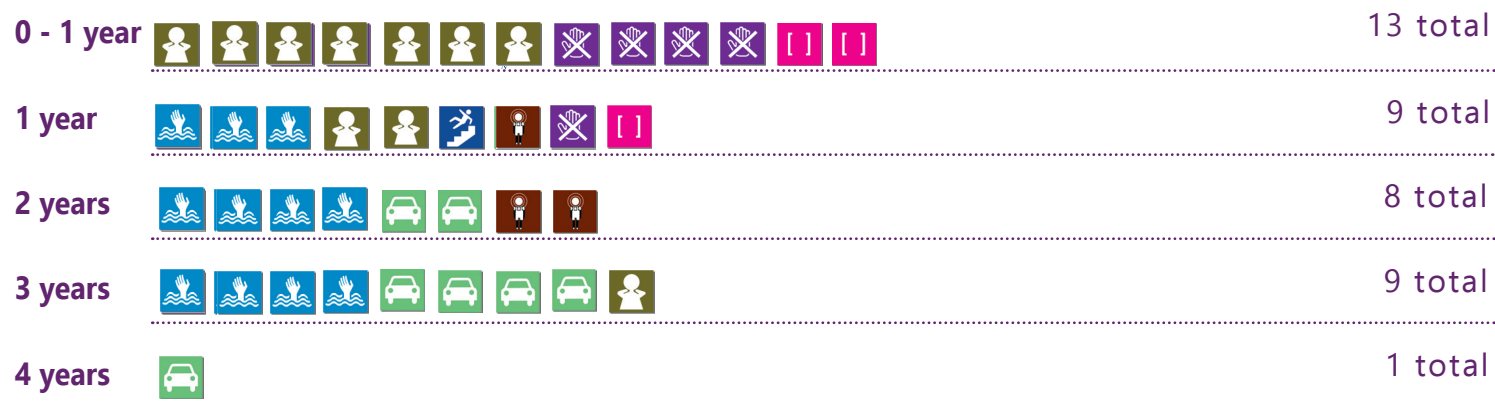 0 - 1 year [ ] [ ] 13 total
1 year [ ] 9 total
2 years 8 total
3 years 9 total
4 years 1 total